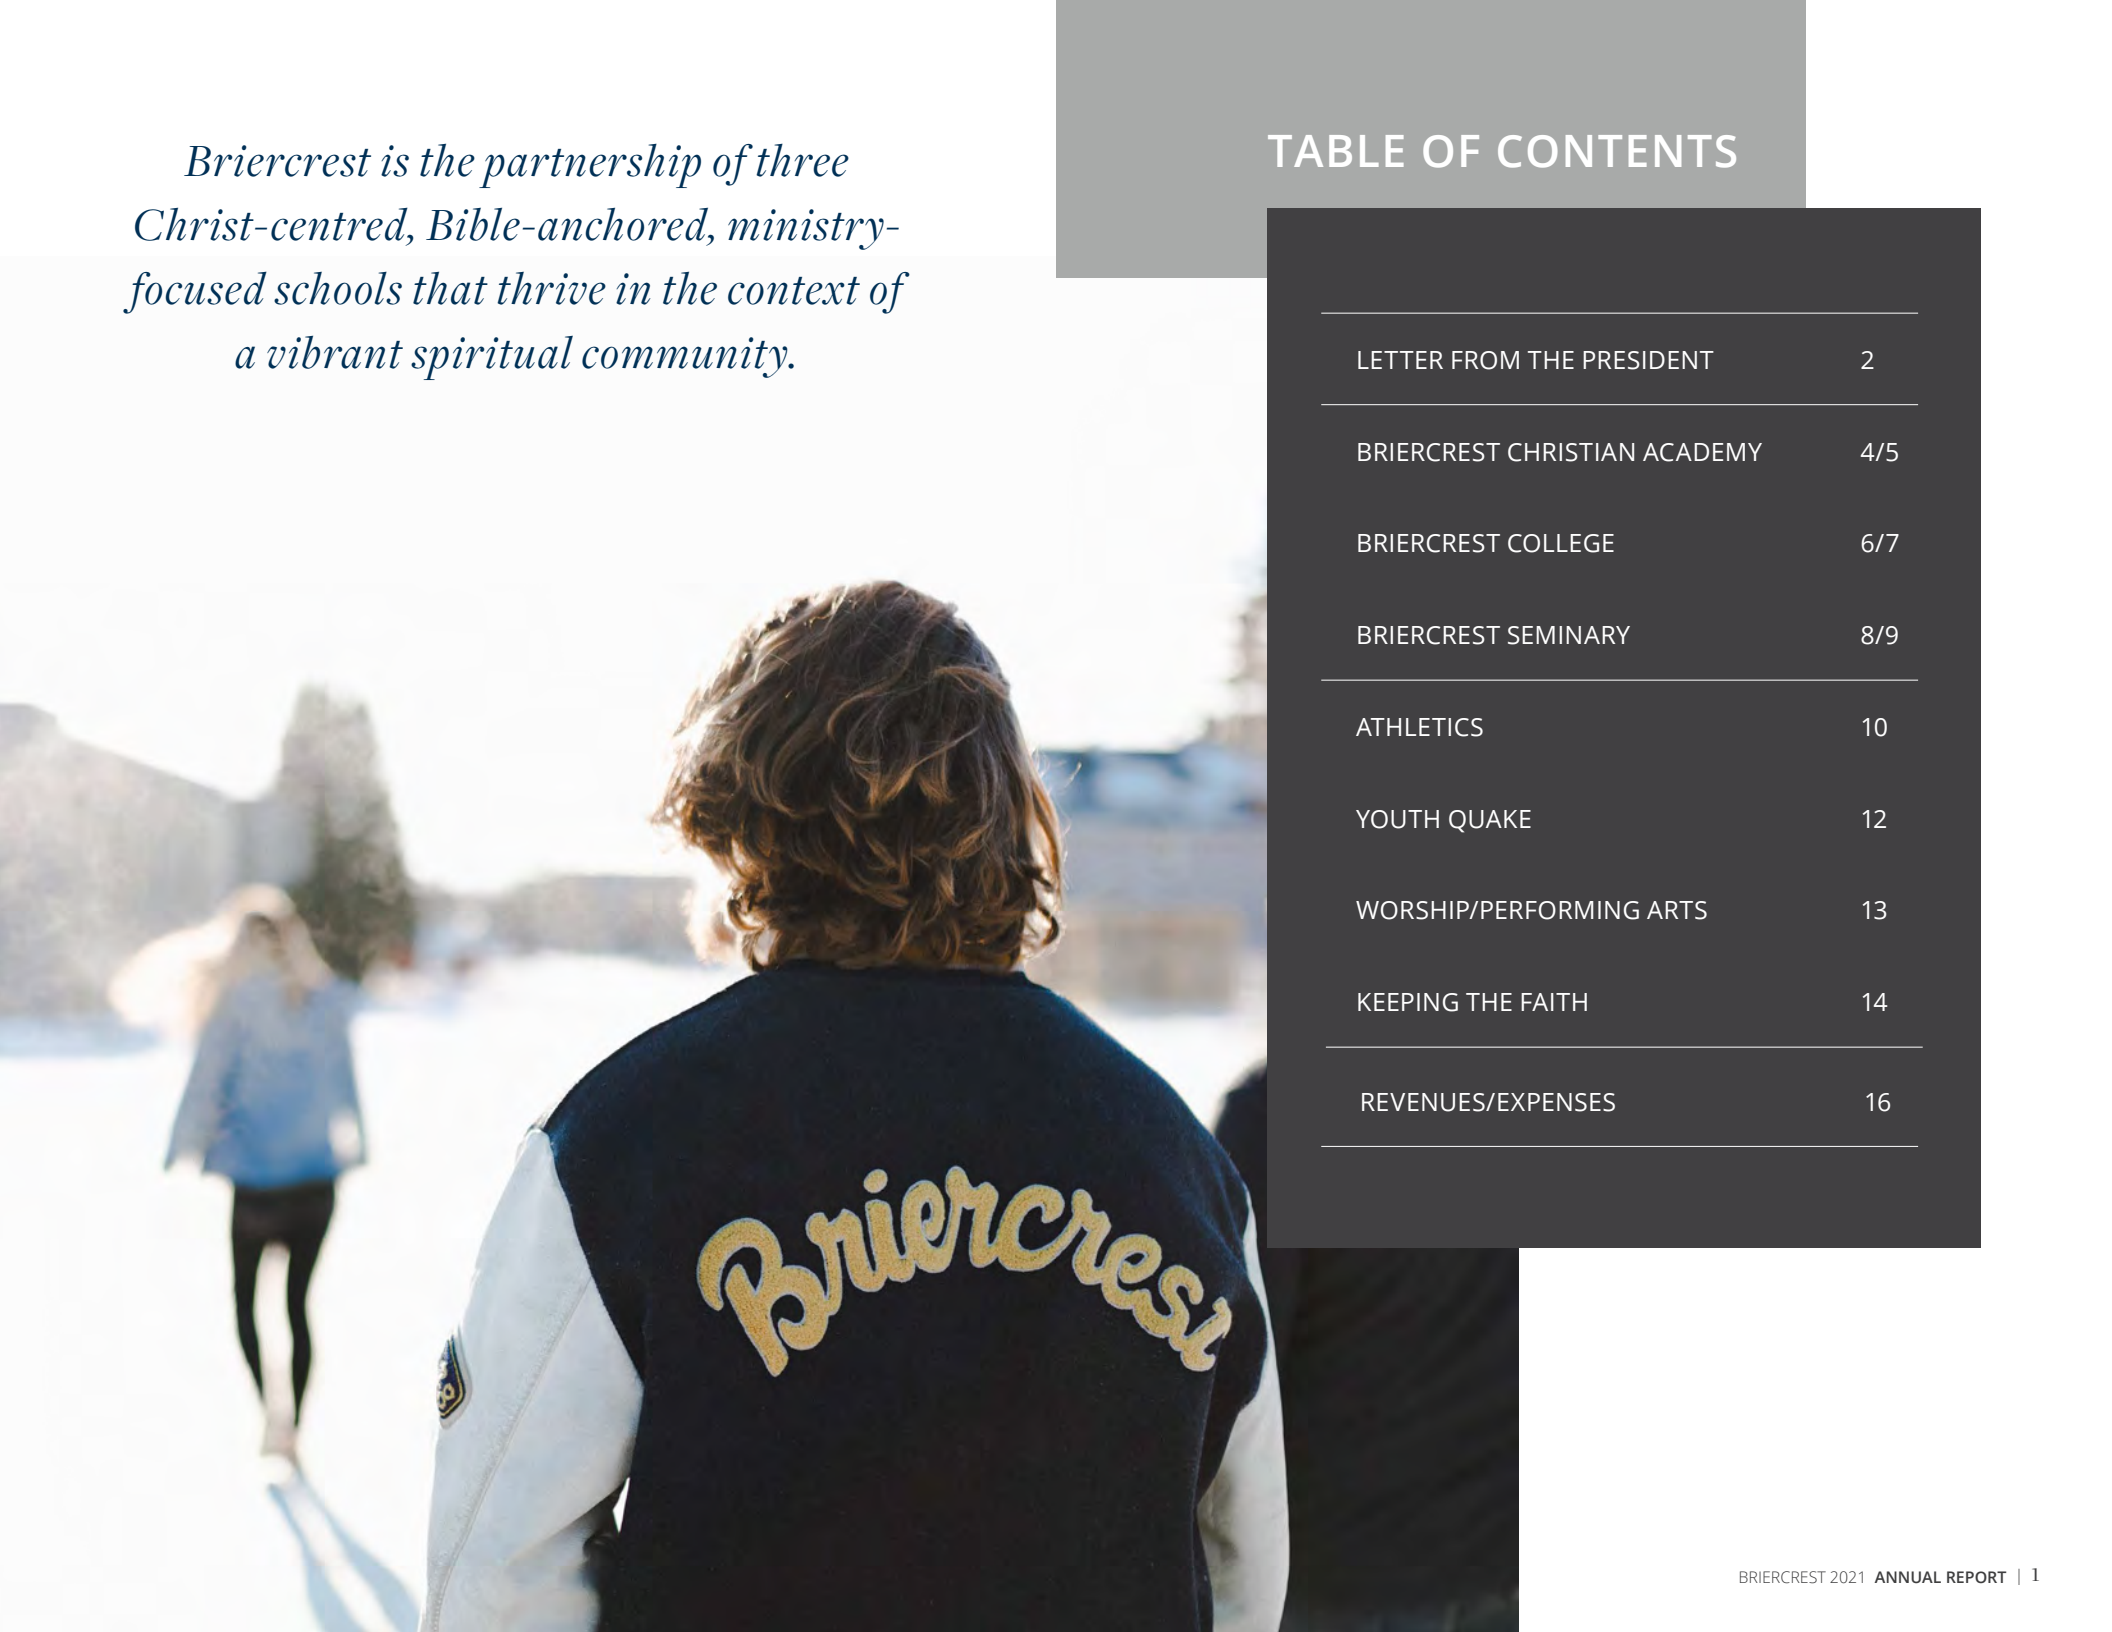 Briercrest is the partnership of three
Christ-centred, Bible-anchored, ministry-
focused schools that thrive in the context of
a vibrant spiritual community.
TABLE OF CONTENTS
LETTER FROM THE PRESIDENT 2
BRIERCREST CHRISTIAN ACADEMY 4/5
BRIERCREST COLLEGE 6/7
BRIERCREST SEMINARY 8/9
ATHLETICS 10
YOUTH QUAKE 12
WORSHIP/PERFORMING ARTS 13
KEEPING THE FAITH 14
REVENUES/EXPENSES 16
Briercrest
BRIERCREST 2021 ANNUAL REPORT | 1